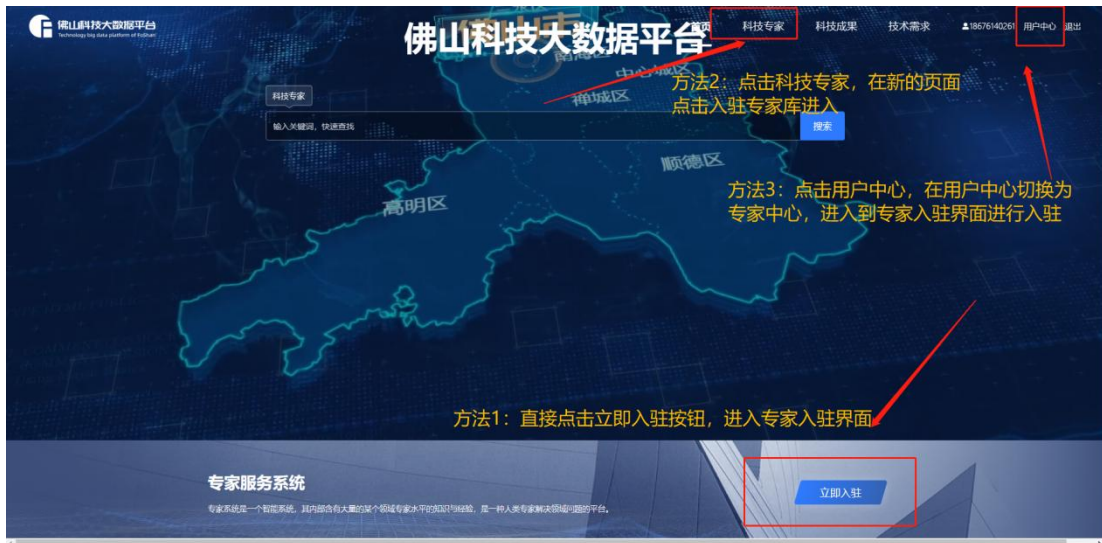 佛山科技大数据平台
Technology big data platform of FoShan
佛山科技大数据平台
首页
科技专家
科技成果
技术需求
18676140261
用户中心
退出
中心城区
禅城区
顺德区
高明区
科技专家
输入关键词，快速查找
搜索
方法2：点击科技专家，在新的页面
点击入驻专家库进入
方法3：点击用户中心，在用户中心切换为
专家中心，进入到专家入驻界面进行入驻
方法1：直接点击立即入驻按钮，进入专家入驻界面
专家服务系统
专家系统是一个智能系统，其内部含有大量的某个领域专家水平的知识与经验，是一种人类专家解决领域问题的平台。
立即入驻